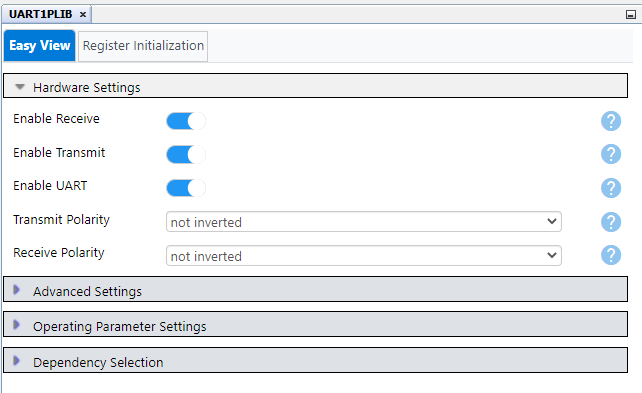 UART1PLIB ×
Easy View
Register Initialization
Hardware Settings
Enable Receive ?
Enable Transmit ?
Enable UART ?
Transmit Polarity not inverted ?
Receive Polarity not inverted ?
Advanced Settings
Operating Parameter Settings
Dependency Selection